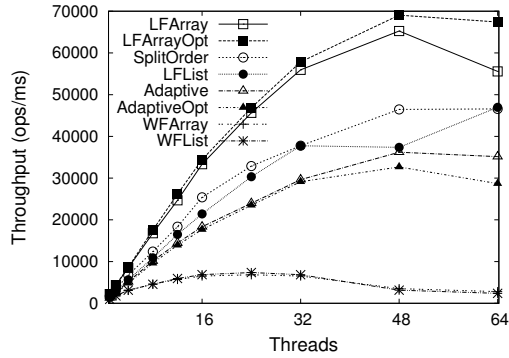 Throughput (ops/ms)
70000
60000
50000
40000
30000
20000
10000
0
LFArray
LFArrayOpt
SplitOrder
LFList
Adaptive
AdaptiveOpt
WFArray
WFList
16
32
48
64
Threads